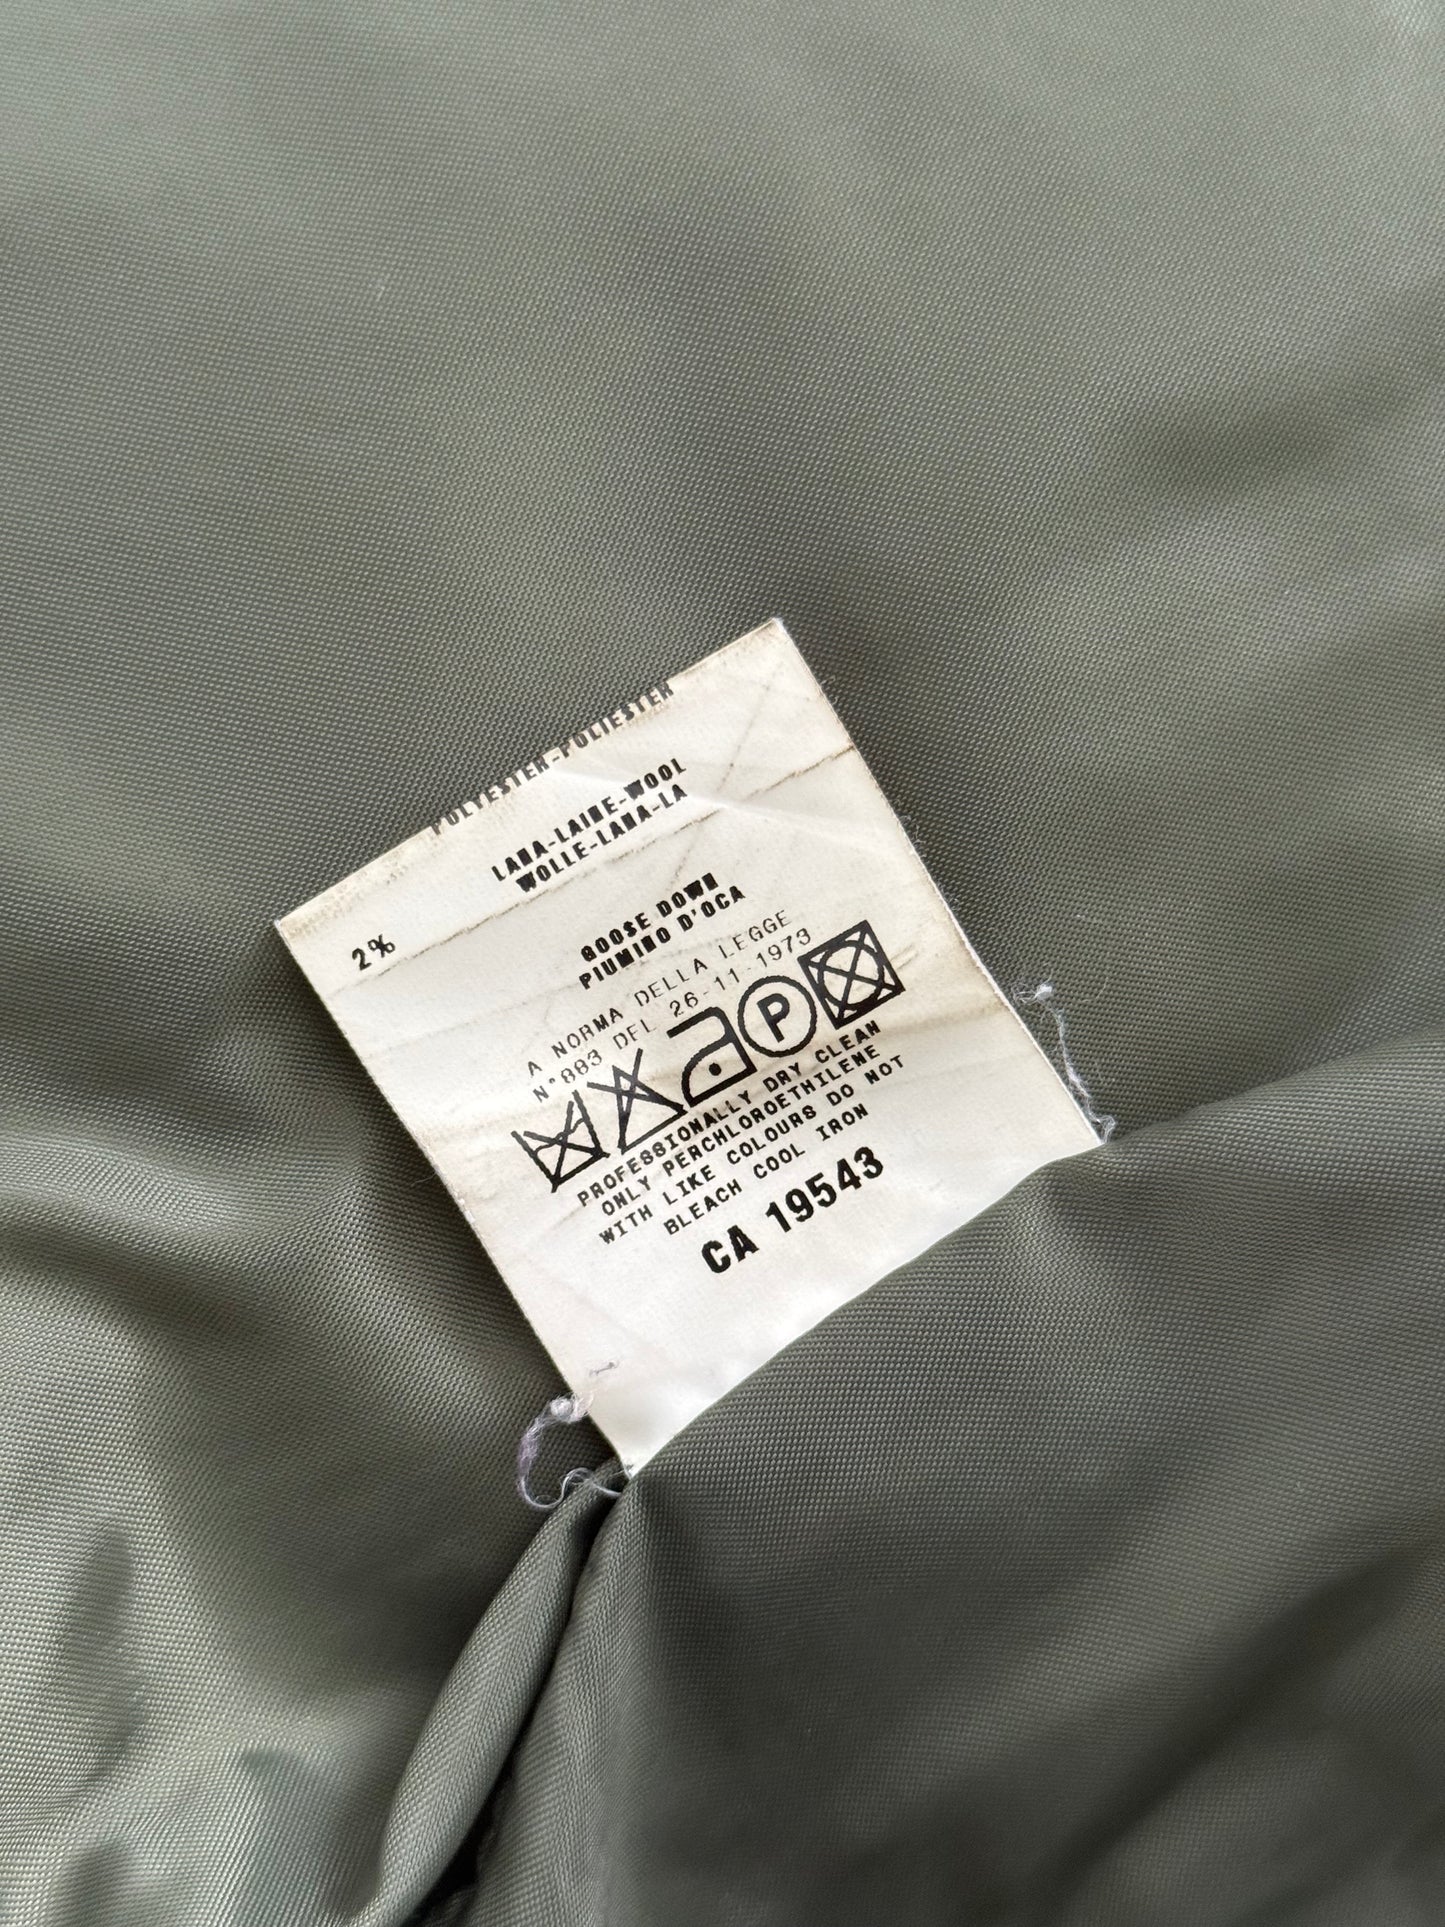 POLYESTER-POLIESTER
LANA-LAINE-WOOL
WOLLE-LANA-LA
2%
GOOSE DOWN
PIUMINO D'OCA
A NORMA DELLA LEGGE
N°883 DEL 26-11-1973
P
PROFESSIONALLY DRY CLEAN
ONLY PERCHLOROETHILENE
WITH LIKE COLOURS DO NOT
BLEACH COOL IRON
CA 19543